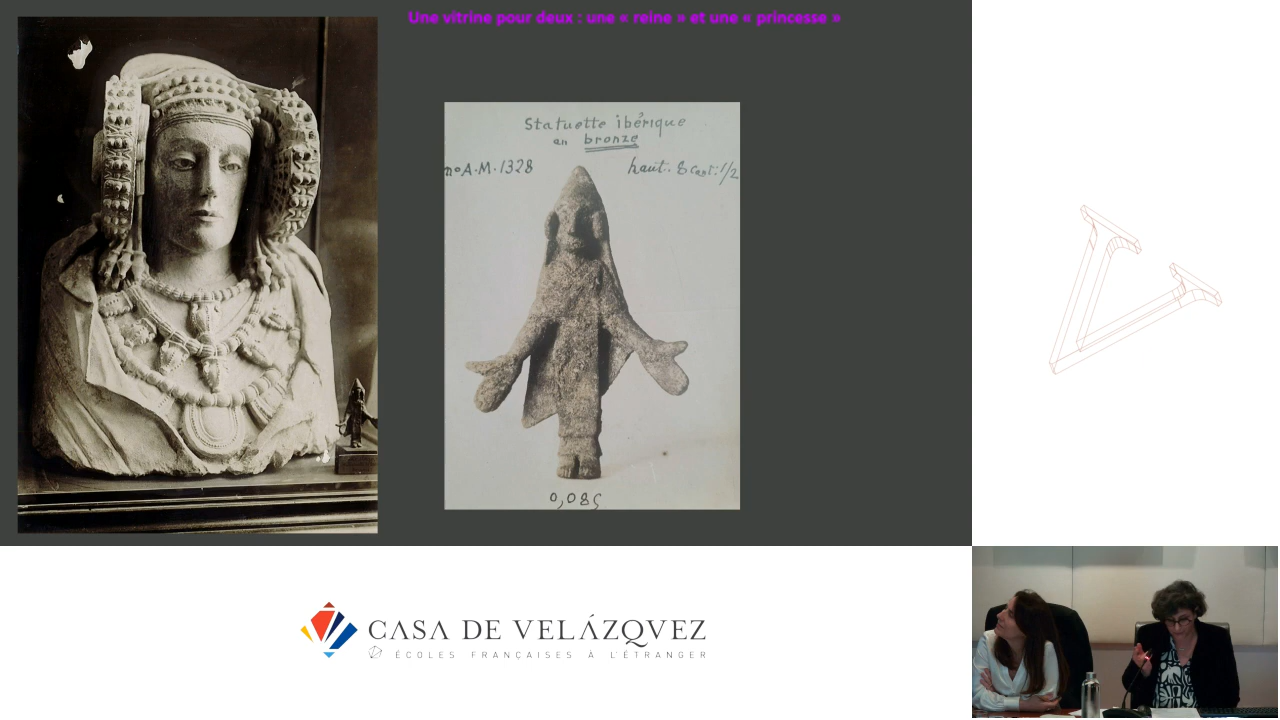 Une vitrine pour deux : une « reine » et une « princesse »
Statuette ibérique
en bronze
nº A.M. 1328
haut.: 8 cent: 1/2
0,085
CASA DE VELÁZQVEZ
ÉCOLES FRANÇAISES À L'ÉTRANGER